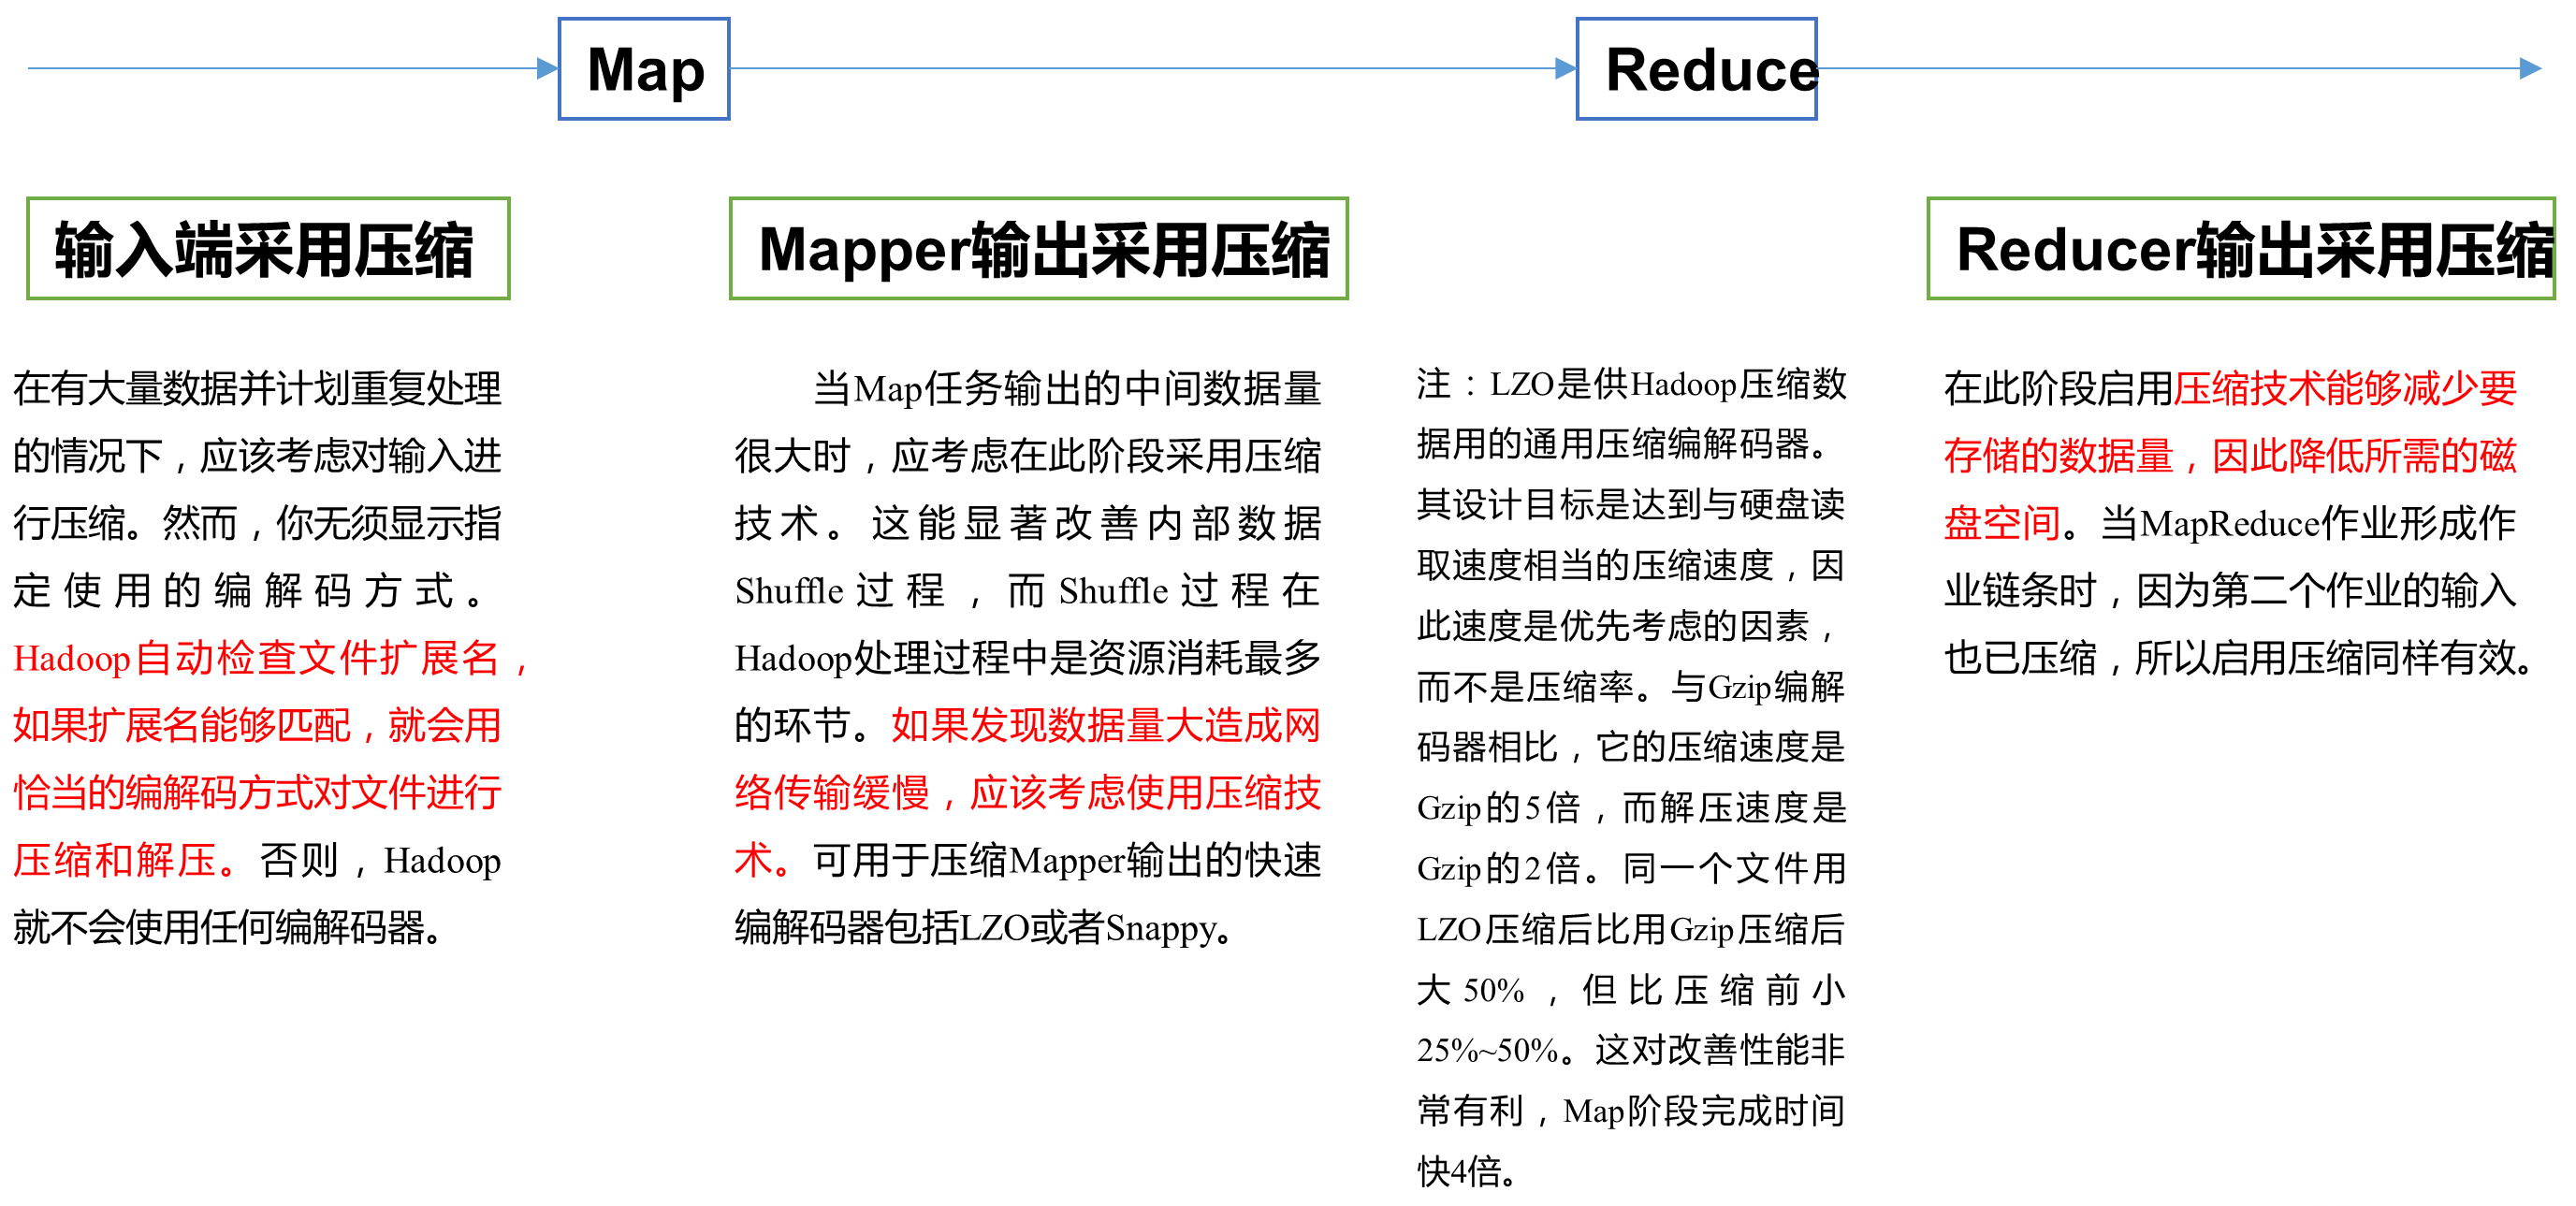 Map
Reduce
输入端采用压缩
Mapper输出采用压缩
Reducer输出采用压缩
在有大量数据并计划重复处理
的情况下，应该考虑对输入进
行压缩。然而，你无须显示指
定使用的编解码方式。
Hadoop自动检查文件扩展名，
如果扩展名能够匹配，就会用
恰当的编解码方式对文件进行
压缩和解压。否则，Hadoop
就不会使用任何编解码器。
当Map任务输出的中间数据量
很大时，应考虑在此阶段采用压缩
技术。这能显著改善内部数据
Shuffle过程，而Shuffle过程在
Hadoop处理过程中是资源消耗最多
的环节。如果发现数据量大造成网
络传输缓慢，应该考虑使用压缩技
术。可用于压缩Mapper输出的快速
编解码器包括LZO或者Snappy。
注：LZO是供Hadoop压缩数
据用的通用压缩编解码器。
其设计目标是达到与硬盘读
取速度相当的压缩速度，因
此速度是优先考虑的因素，
而不是压缩率。与Gzip编解
码器相比，它的压缩速度是
Gzip的5倍，而解压速度是
Gzip的2倍。同一个文件用
LZO压缩后比用Gzip压缩后
大50%，但比压缩前小
25%~50%。这对改善性能非
常有利，Map阶段完成时间
快4倍。
在此阶段启用压缩技术能够减少要
存储的数据量，因此降低所需的磁
盘空间。当MapReduce作业形成作
业链条时，因为第二个作业的输入
也已压缩，所以启用压缩同样有效。